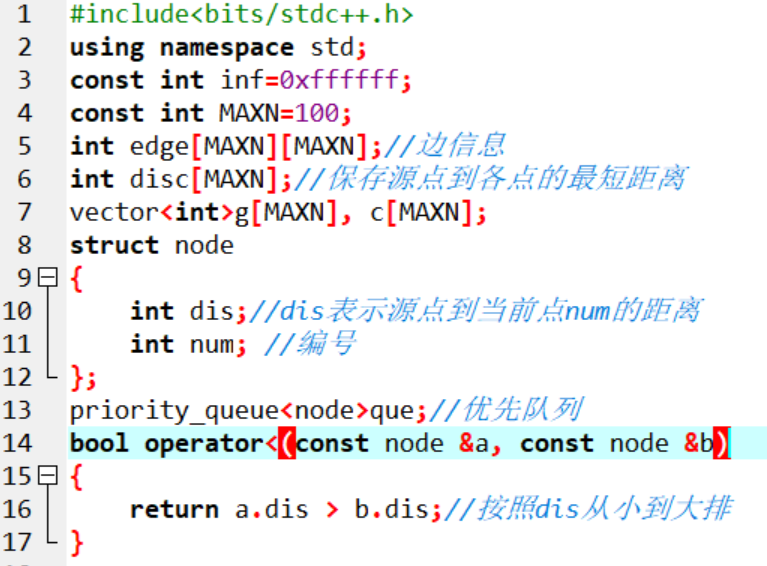 1 #include<bits/stdc++.h>
2 using namespace std;
3 const int inf=0xffffff;
4 const int MAXN=100;
5 int edge[MAXN][MAXN];//边信息
6 int disc[MAXN];//保存源点到各点的最短距离
7 vector<int>g[MAXN], c[MAXN];
8 struct node
9 {
10 int dis;//dis表示源点到当前点num的距离
11 int num; //编号
12 };
13 priority_queue<node>que;//优先队列
14 bool operator<(const node &a, const node &b)
15 {
16 return a.dis > b.dis;//按照dis从小到大排
17 }